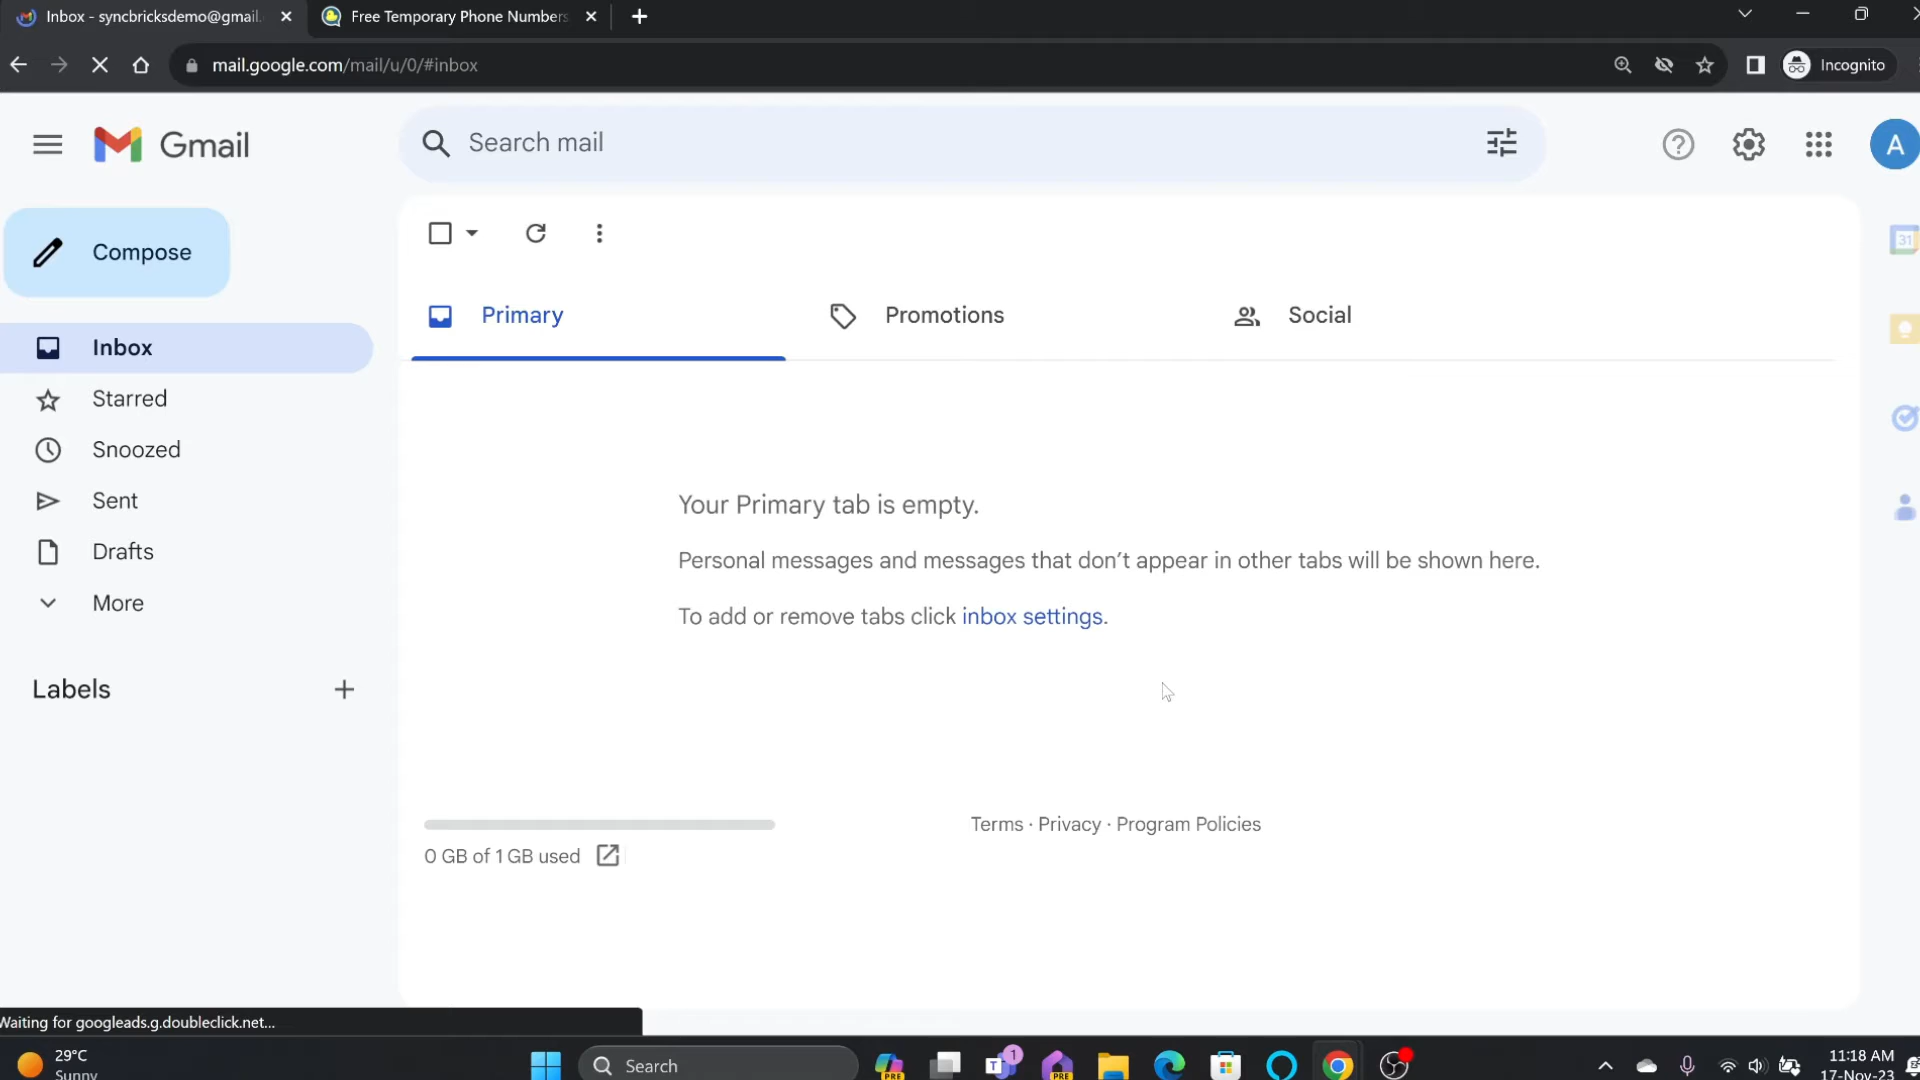 Inbox - syncbricksdemo@gmail.
Free Temporary Phone Numbers
mail.google.com/mail/u/0/#inbox
Incognito
Gmail
Search mail
A
Compose
Primary
Promotions
Social
31
Inbox
Starred
Snoozed
Sent
Drafts
More
Labels
Your Primary tab is empty.
Personal messages and messages that don't appear in other tabs will be shown here.
To add or remove tabs click inbox settings.
Terms · Privacy · Program Policies
0 GB of 1 GB used
Waiting for googleads.g.doubleclick.net...
29°C
Sunny
Search
PRE
1
PRE
11:18 AM
17-Nov-23